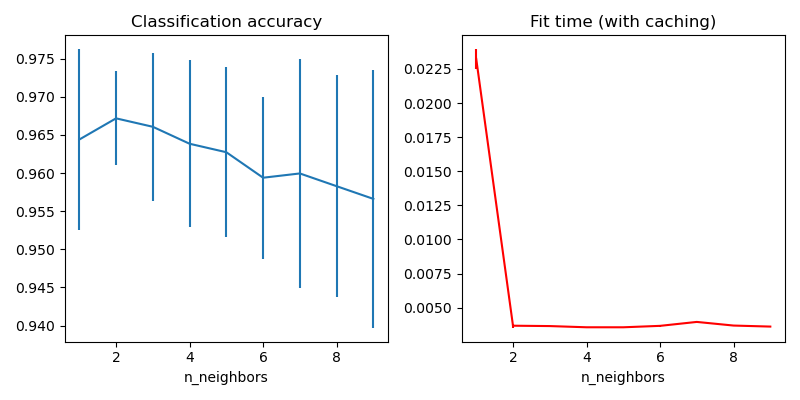 Classification accuracy
0.975
0.970
0.965
0.960
0.955
0.950
0.945
0.940
2 4 6 8
n_neighbors
Fit time (with caching)
0.0225
0.0200
0.0175
0.0150
0.0125
0.0100
0.0075
0.0050
2 4 6 8
n_neighbors